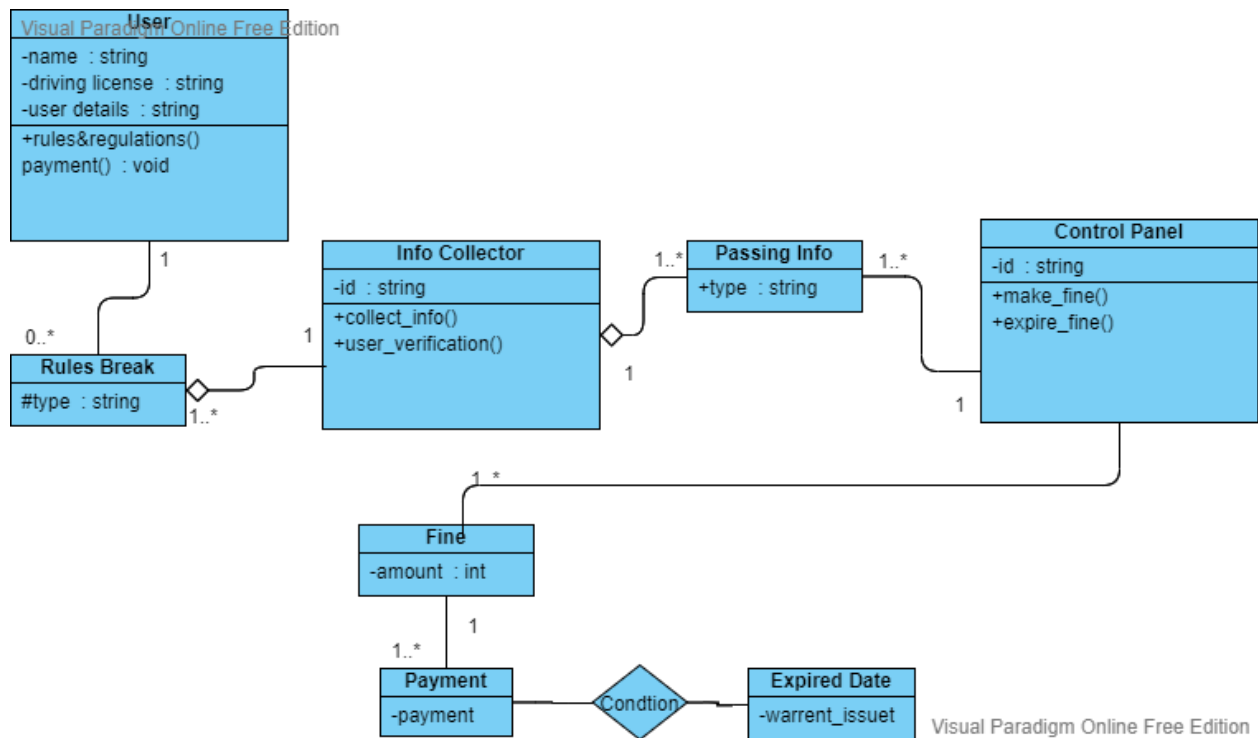 User
Visual Paradigm Online Free Edition
-name : string
-driving license : string
-user details : string
+rules&regulations()
payment() : void
1
0..*
Rules Break
#type : string
1..*
1
Info Collector
-id : string
+collect_info()
+user_verification()
1..*
1
Passing Info
+type : string
1..*
1
Control Panel
-id : string
+make_fine()
+expire_fine()
1..*
Fine
-amount : int
1
1..*
Payment
-payment
Condtion
Expired Date
-warrent_issuet
Visual Paradigm Online Free Edition